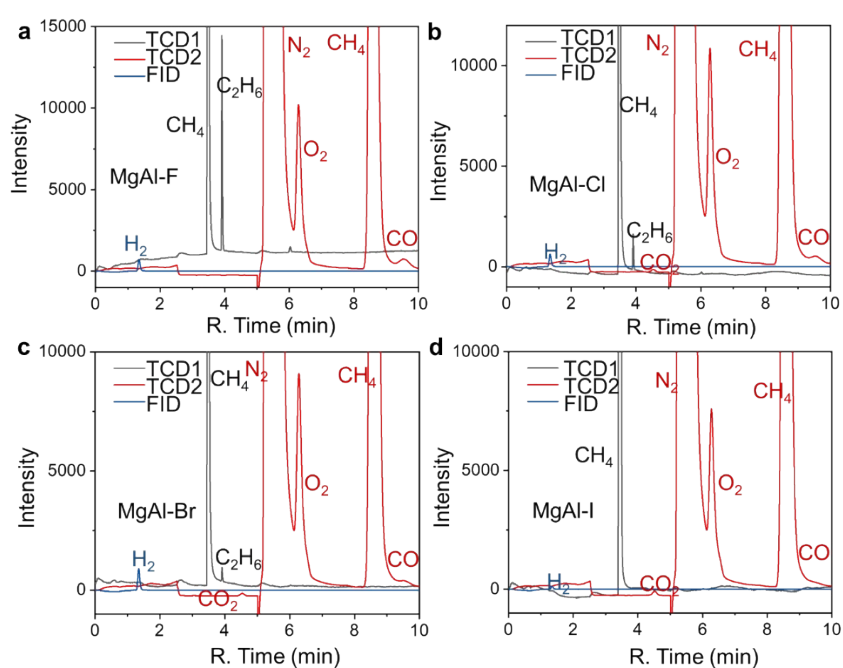 a
15000
10000
5000
0
Intensity
TCD1
TCD2
FID
CH₄
C₂H₆
N₂
O₂
CH₄
MgAl-F
H₂
CO
0 2 4 6 8 10
R. Time (min)
b
10000
5000
0
Intensity
TCD1
TCD2
FID
CH₄
N₂
O₂
CH₄
MgAl-Cl
H₂
C₂H₆
CO₂
CO
0 2 4 6 8 10
R. Time (min)
c
10000
5000
0
Intensity
TCD1
TCD2
FID
CH₄
N₂
CH₄
O₂
MgAl-Br
H₂
C₂H₆
CO₂
CO
0 2 4 6 8 10
R. Time (min)
d
10000
5000
0
Intensity
TCD1
TCD2
FID
N₂
CH₄
CH₄
O₂
MgAl-I
H₂
CO₂
0 2 4 6 8 10
R. Time (min)